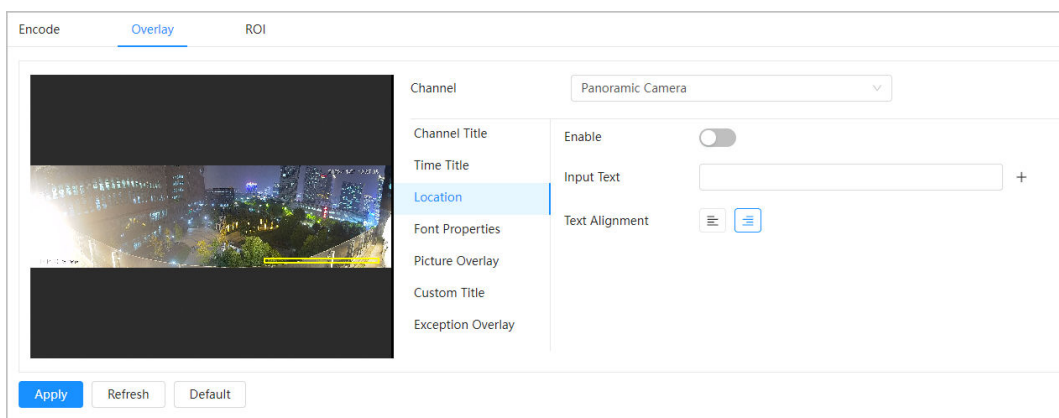 Encode Overlay ROI
Channel Panoramic Camera
Channel Title
Time Title
Location
Font Properties
Picture Overlay
Custom Title
Exception Overlay
Enable
Input Text +
Text Alignment
Apply Refresh Default